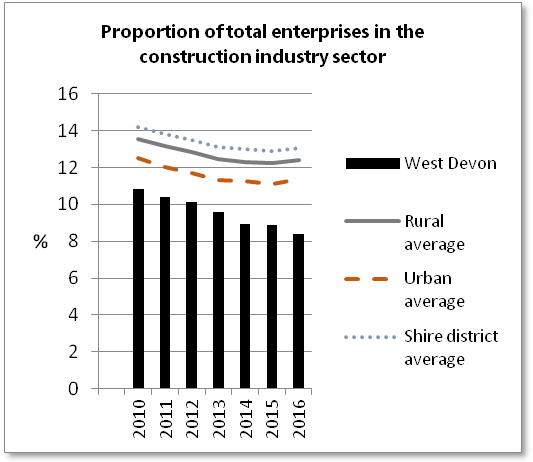 Proportion of total enterprises in the
construction industry sector
16
14
12
10
8
6
4
2
0
%
2010
2011
2012
2013
2014
2015
2016
West Devon
Rural
average
Urban
average
Shire district
average